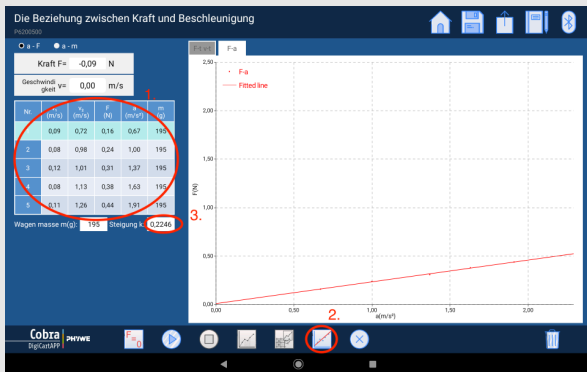 Die Beziehung zwischen Kraft und Beschleunigung
P6200500
a - F a - m
Kraft F= -0,09 N
Geschwindi
gkeit v= 0,00 m/s
1.
Nr. (m/s) (m/s) F (N) (m/s²) m (g)
0,09 0,72 0,16 0,67 195
2 0,08 0,98 0,24 1,00 195
3 0,12 1,01 0,31 1,37 195
4 0,08 1,13 0,38 1,63 195
5 0,11 1,26 0,44 1,91 195
Wagen masse m(g): 195 Steigung k: 0,2246
3.
F-a
2,50
F-a
Fitted line
2,00
1,50
F(N)
1,00
0,50
0,00
0,00 0,50 1,00 1,50 2,00
a(m/s²)
2.
Cobra PHYWE
DigiCartAPP
F=0